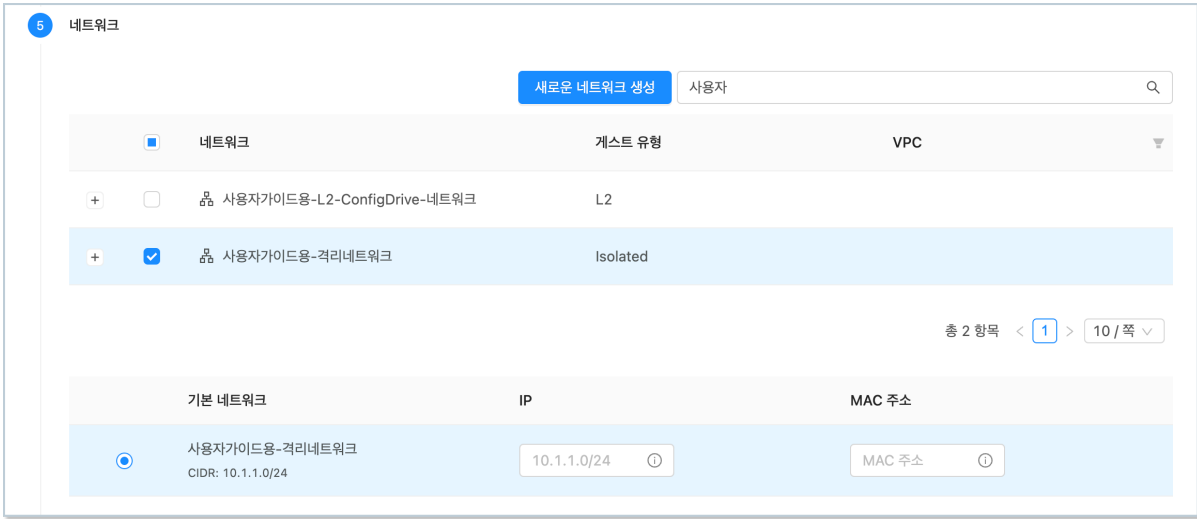 5 네트워크
새로운 네트워크 생성 사용자
네트워크 게스트 유형 VPC
+ 사용자가이드용-L2-ConfigDrive-네트워크 L2
+ 사용자가이드용-격리네트워크 Isolated
총 2 항목 < 1 > 10 / 쪽
기본 네트워크 IP MAC 주소
사용자가이드용-격리네트워크 10.1.1.0/24 MAC 주소
CIDR: 10.1.1.0/24